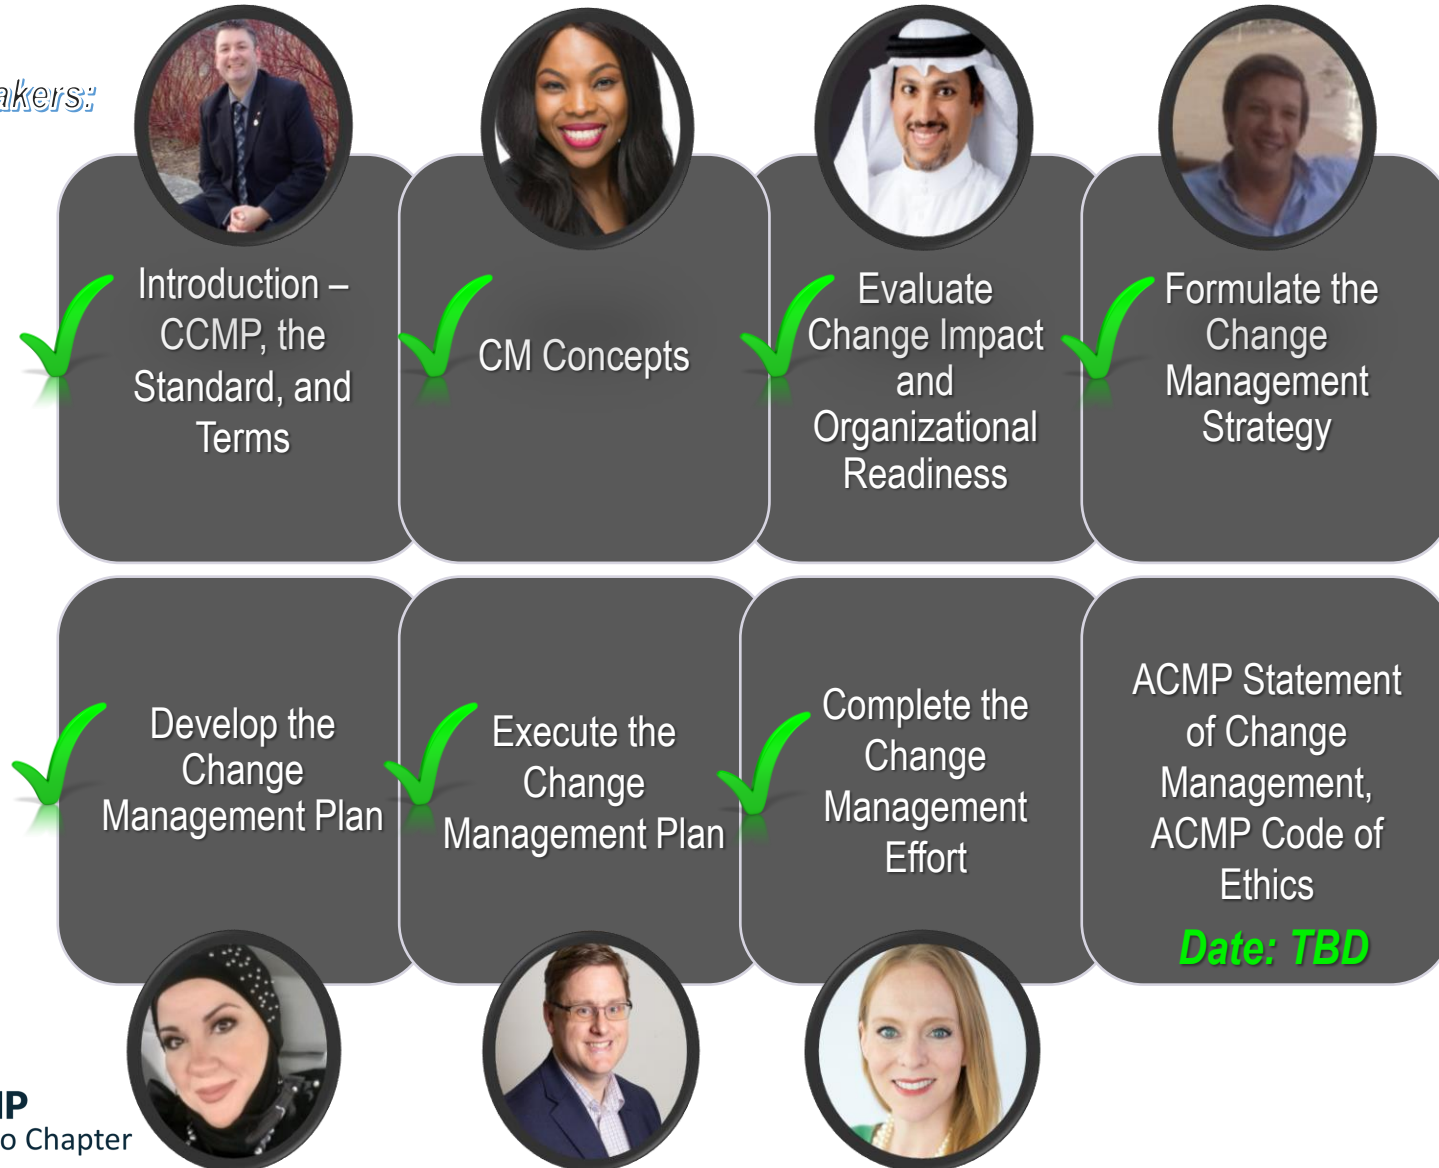 akers:
Introduction –
CCMP, the
Standard, and
Terms
CM Concepts
Evaluate
Change Impact
and
Organizational
Readiness
Formulate the
Change
Management
Strategy
Develop the
Change
Management Plan
Execute the
Change
Management Plan
Complete the
Change
Management
Effort
ACMP Statement
of Change
Management,
ACMP Code of
Ethics
Date: TBD
MP
o Chapter